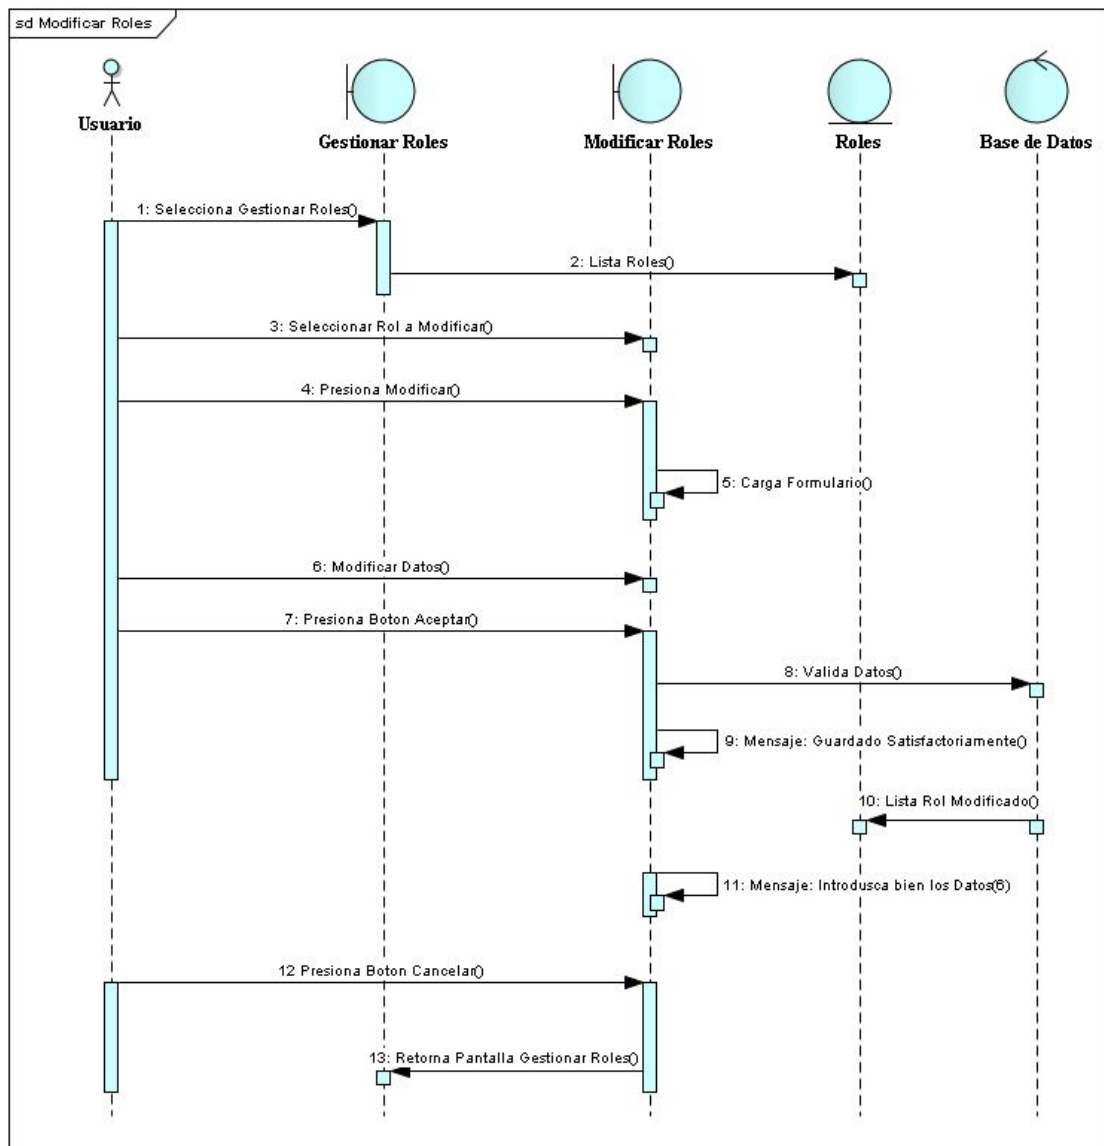 sd Modificar Roles
Usuario
Gestionar Roles
Modificar Roles
Roles
Base de Datos
1: Selecciona Gestionar Roles()
2: Lista Roles()
3: Seleccionar Rol a Modificar()
4: Presiona Modificar()
5: Carga Formulario()
6: Modificar Datos()
7: Presiona Boton Aceptar()
8: Valida Datos()
9: Mensaje: Guardado Satisfactoriamente()
10: Lista Rol Modificado()
11: Mensaje: Introdusca bien los Datos(6)
12 Presiona Boton Cancelar()
13: Retorna Pantalla Gestionar Roles()